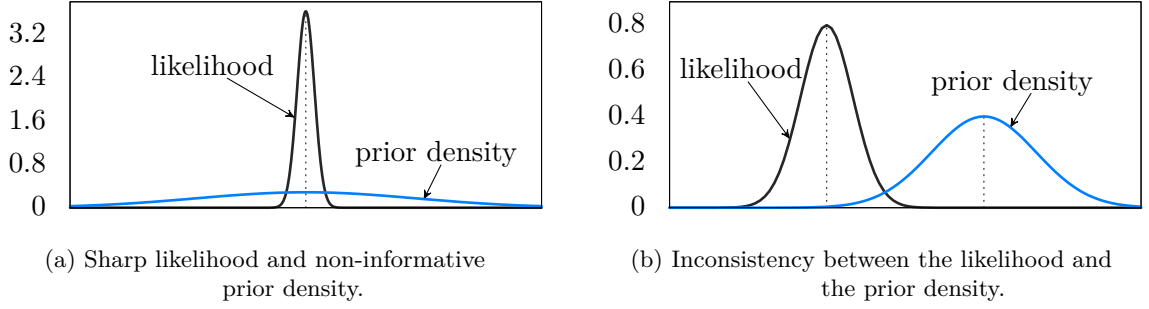 3.2
2.4
1.6
0.8
0
likelihood
prior density
(a) Sharp likelihood and non-informative
prior density.
0.8
0.6
0.4
0.2
0
likelihood
prior density
(b) Inconsistency between the likelihood and
the prior density.